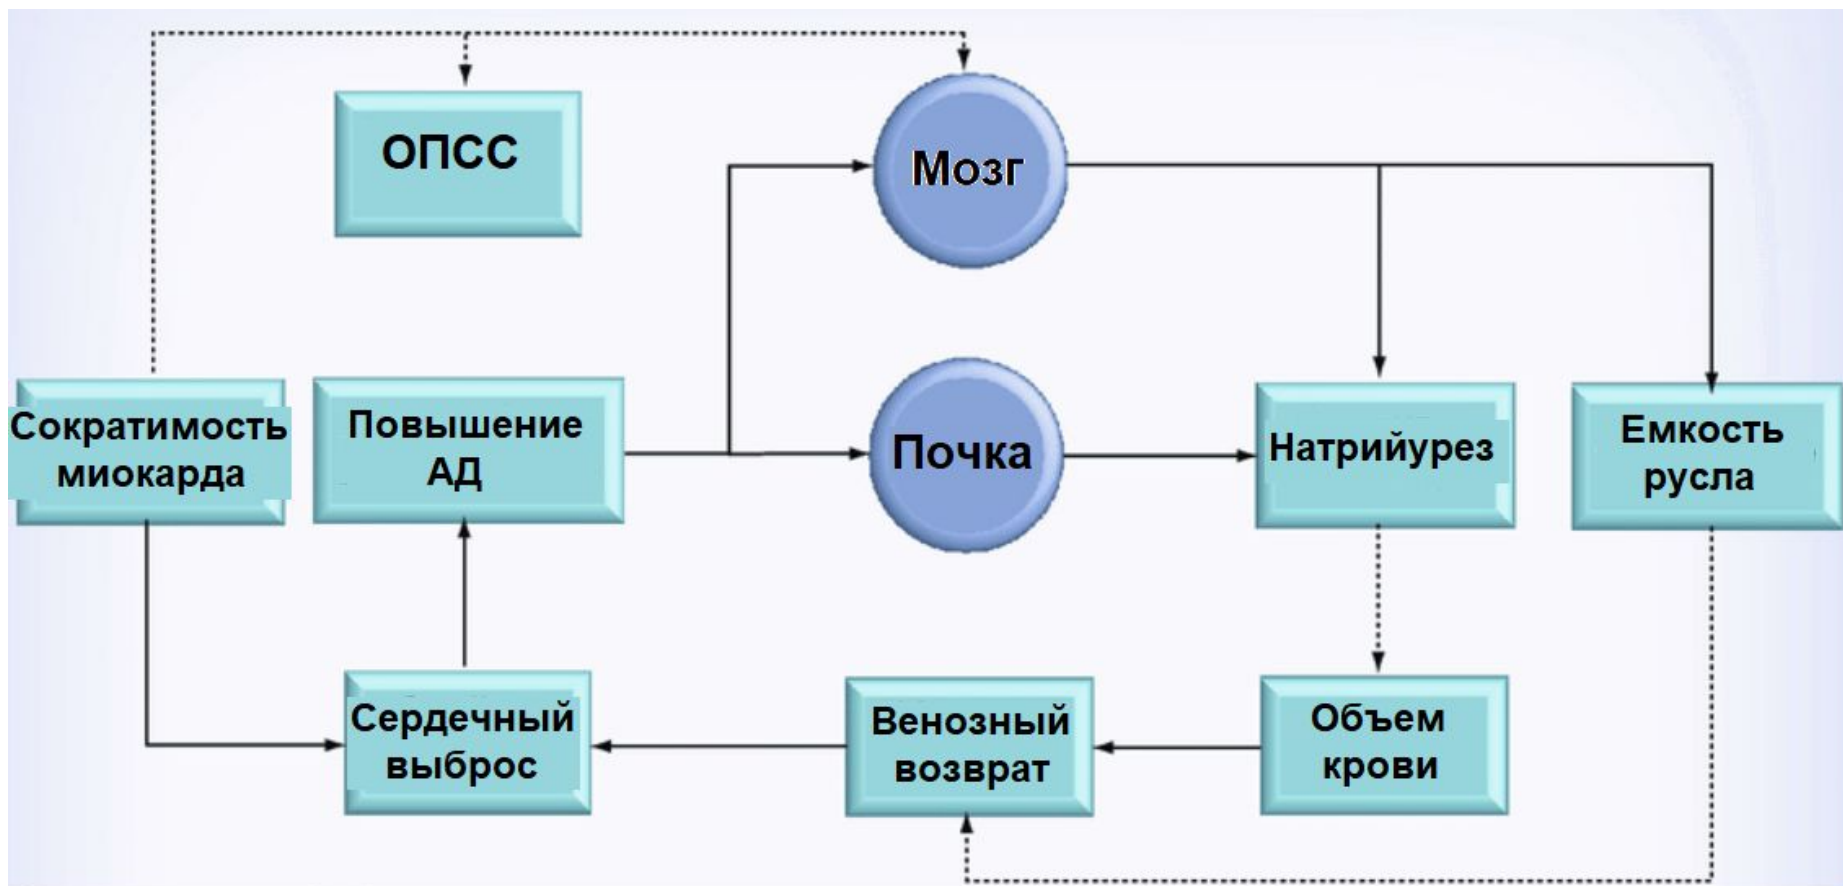 ОПСС
Мозг
Сократимость
миокарда
Повышение
АД
Почка
Натрийурез
Емкость
русла
Сердечный
выброс
Венозный
возврат
Объем
крови